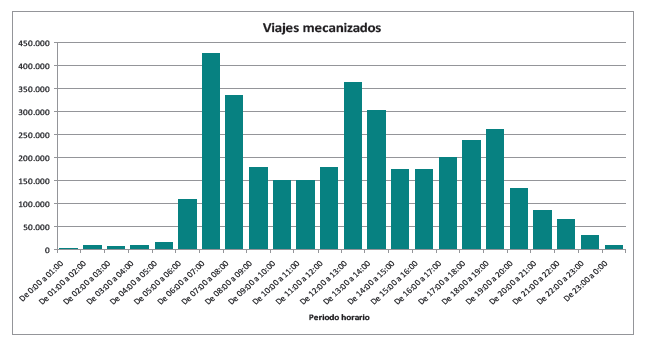 Viajes mecanizados
450.000
400.000
350.000
300.000
250.000
200.000
150.000
100.000
50.000
0
De 0:00 a 01:00
De 01:00 a 02:00
De 02:00 a 03:00
De 03:00 a 04:00
De 04:00 a 05:00
De 05:00 a 06:00
De 06:00 a 07:00
De 07:00 a 08:00
De 08:00 a 09:00
De 09:00 a 10:00
De 10:00 a 11:00
De 11:00 a 12:00
De 12:00 a 13:00
De 13:00 a 14:00
De 14:00 a 15:00
De 15:00 a 16:00
De 16:00 a 17:00
De 17:00 a 18:00
De 18:00 a 19:00
De 19:00 a 20:00
De 20:00 a 21:00
De 21:00 a 22:00
De 22:00 a 23:00
De 23:00 a 0:00
Periodo horario